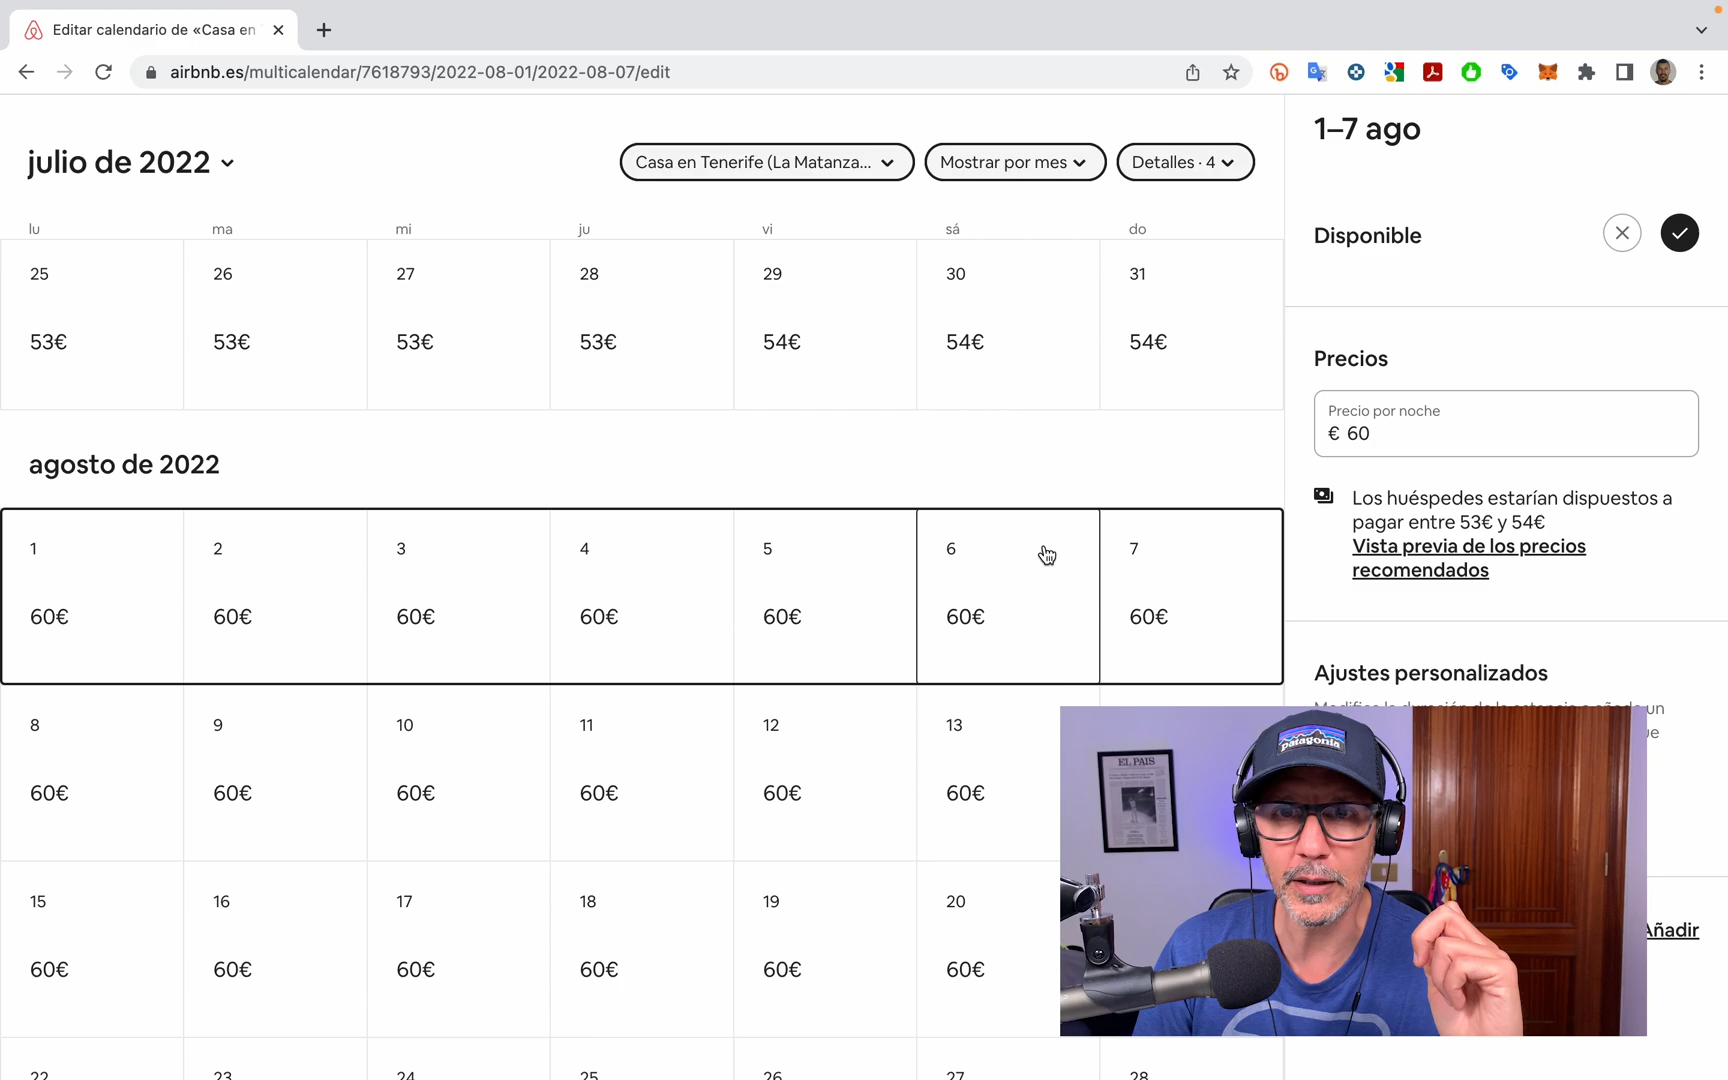 Editar calendario de «Casa en
airbnb.es/multicalendar/7618793/2022-08-01/2022-08-07/edit
julio de 2022
Casa en Tenerife (La Matanza...
Mostrar por mes
Detalles · 4
lu ma mi ju vi sá do
25 26 27 28 29 30 31
53€ 53€ 53€ 53€ 54€ 54€ 54€
agosto de 2022
1 2 3 4 5 6 7
60€ 60€ 60€ 60€ 60€ 60€ 60€
8 9 10 11 12 13
60€ 60€ 60€ 60€ 60€ 60€
15 16 17 18 19 20
60€ 60€ 60€ 60€ 60€ 60€
22 23 24 25 26 27 28
1–7 ago
Disponible
Precios
Precio por noche
€ 60
Los huéspedes estarían dispuestos a
pagar entre 53€ y 54€
Vista previa de los precios
recomendados
Ajustes personalizados
un
ue
Añadir
EL PAIS
patagonia